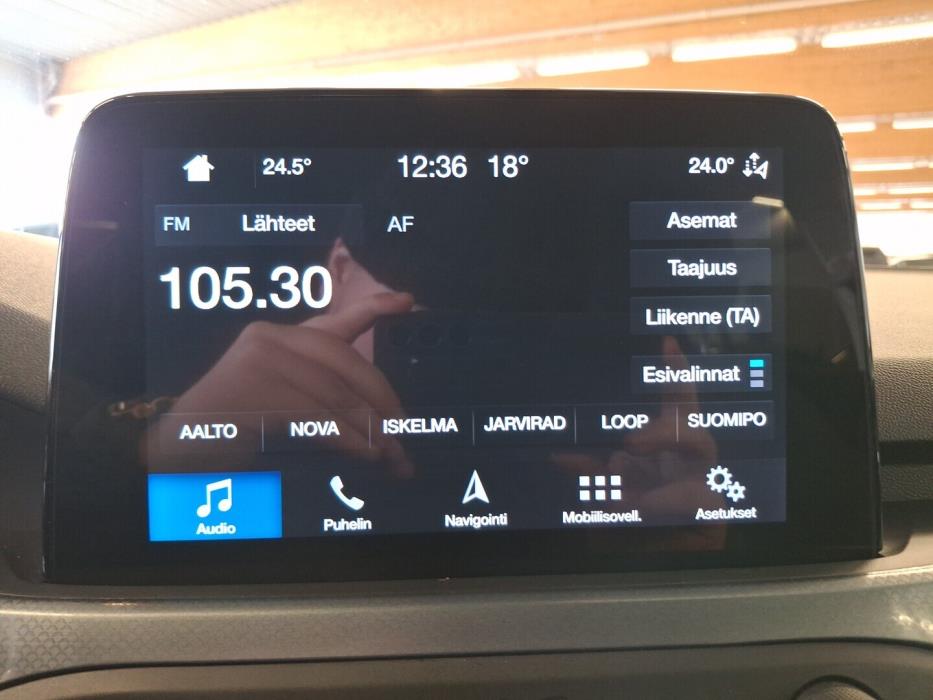 24.5° 12:36 18° 24.0°
FM Lähteet AF Asemat
105.30 Taajuus
Liikenne (TA)
Esivalinnat
AALTO NOVA ISKELMA JARVIRAD LOOP SUOMIPO
Audio Puhelin Navigointi Mobiilisovell. Asetukset